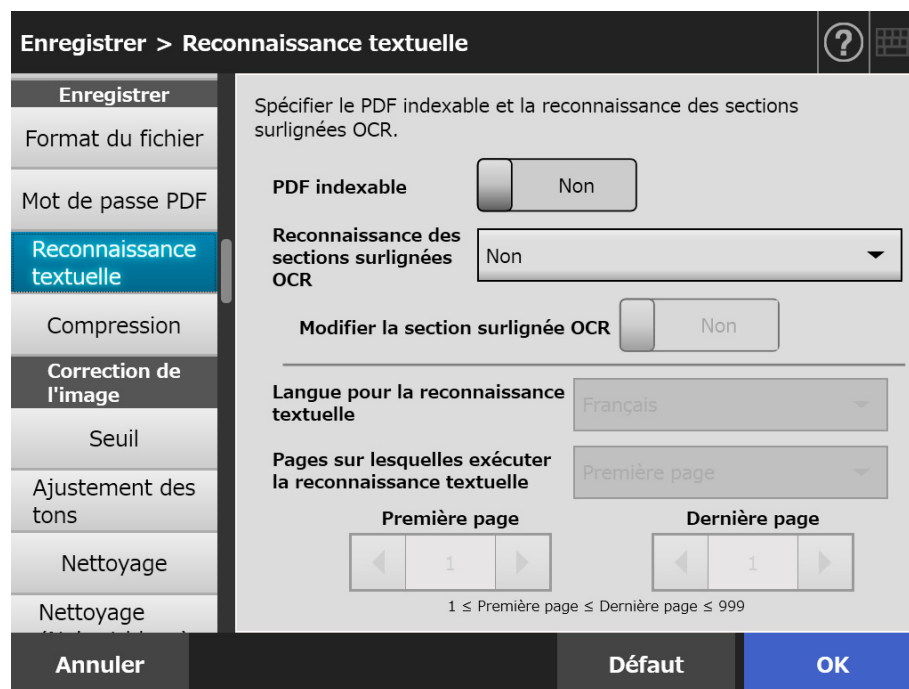 Enregistrer > Reconnaissance textuelle
?
Enregistrer
Format du fichier
Mot de passe PDF
Reconnaissance
textuelle
Compression
Correction de
l'image
Seuil
Ajustement des
tons
Nettoyage
Nettoyage
Spécifier le PDF indexable et la reconnaissance des sections
surlignées OCR.
PDF indexable
Non
Reconnaissance des
sections surlignées
OCR
Non
Modifier la section surlignée OCR
Non
Langue pour la reconnaissance
textuelle
Français
Pages sur lesquelles exécuter
la reconnaissance textuelle
Première page
Première page
Dernière page
1
1
1 ≤ Première page ≤ Dernière page ≤ 999
Annuler
Défaut
OK